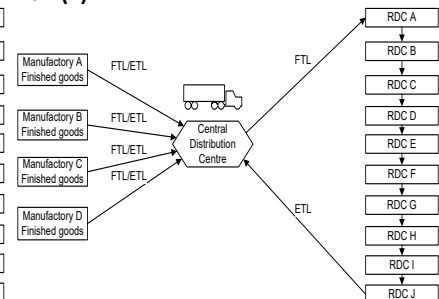 RDC A
RDC B
FTL
Manufactory A
Finished goods
FTL/ETL
RDC C
Manufactory B
Finished goods
FTL/ETL
RDC D
Central
Distribution
Centre
RDC E
FTL/ETL
Manufactory C
Finished goods
FTL/ETL
RDC F
RDC G
ETL
Manufactory D
Finished goods
RDC H
RDC I
RDC J